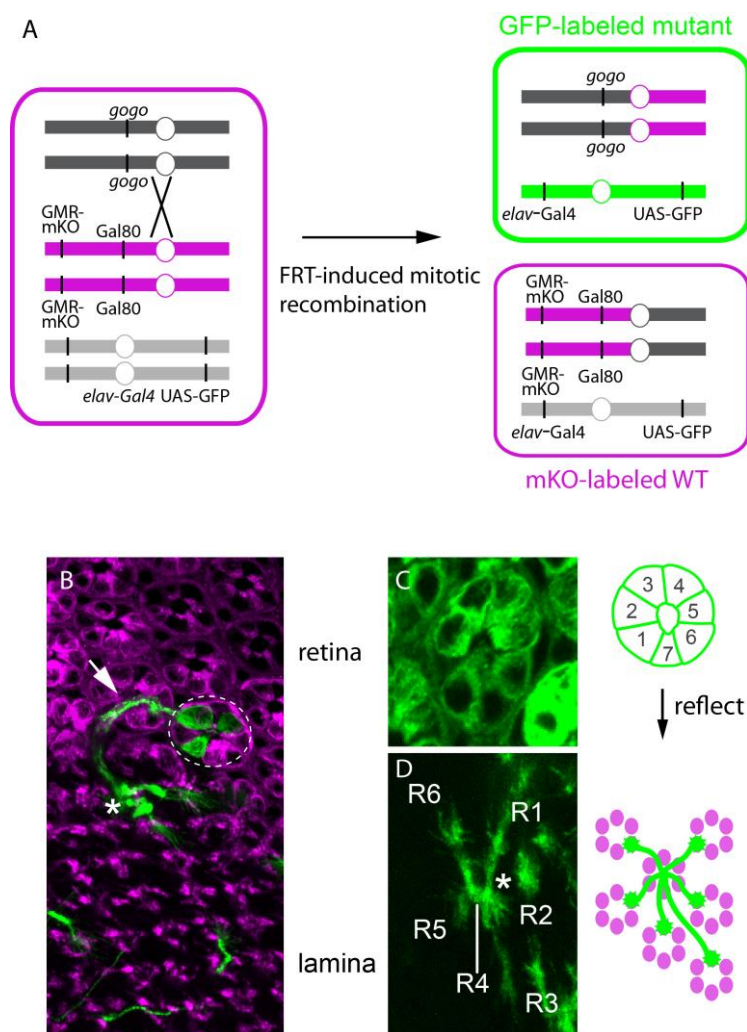 A
gogo
gogo
GMR-
mKO
Gal80
GMR-
mKO
Gal80
elav-Gal4 UAS-GFP
FRT-induced mitotic
recombination
GFP-labeled mutant
gogo
gogo
elav-Gal4 UAS-GFP
GMR-
mKO
Gal80
GMR-
mKO
Gal80
elav-Gal4 UAS-GFP
mKO-labeled WT
B
*
retina
lamina
C
3 4
2 5
1 6
7
reflect
D
R6
R1
*
R2
R5
R4
R3